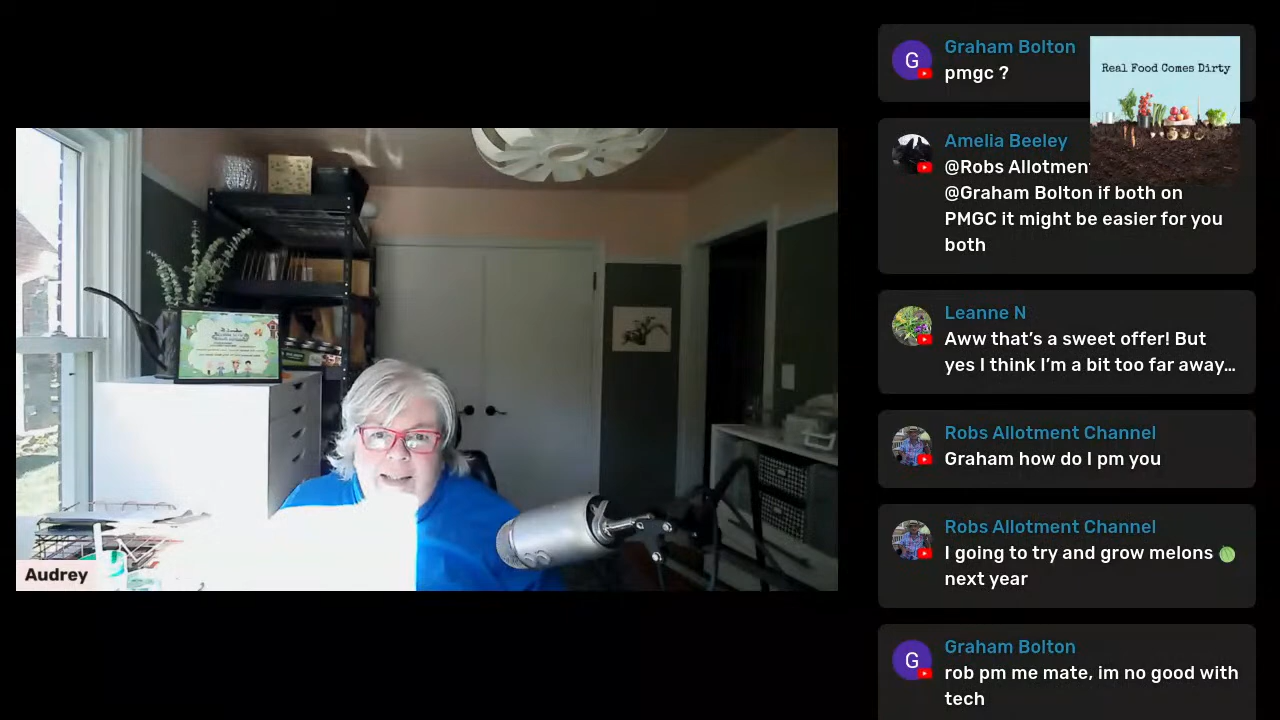 Graham Bolton
pmgc ?
Real Food Comes Dirty
Amelia Beeley
@Robs Allotment
@Graham Bolton if both on
PMGC it might be easier for you
both
Leanne N
Aww that’s a sweet offer! But
yes I think I’m a bit too far away…
Robs Allotment Channel
Graham how do I pm you
Robs Allotment Channel
I going to try and grow melons 🍈
next year
Graham Bolton
rob pm me mate, im no good with
tech
Audrey
G
G